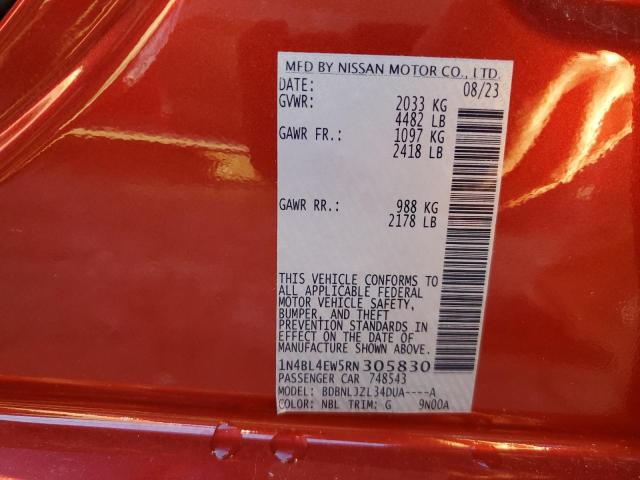 MFD BY NISSAN MOTOR CO., LTD.
DATE: 08/23
GVWR: 2033 KG
4482 LB
GAWR FR.: 1097 KG
2418 LB
GAWR RR.: 988 KG
2178 LB
THIS VEHICLE CONFORMS TO
ALL APPLICABLE FEDERAL
MOTOR VEHICLE SAFETY,
BUMPER, AND THEFT
PREVENTION STANDARDS IN
EFFECT ON THE DATE OF
MANUFACTURE SHOWN ABOVE.
1N4BL4EW5RN305830
PASSENGER CAR 748543
MODEL: BDBNL3ZL34DUA----A
COLOR: NBL TRIM: G 9N00A